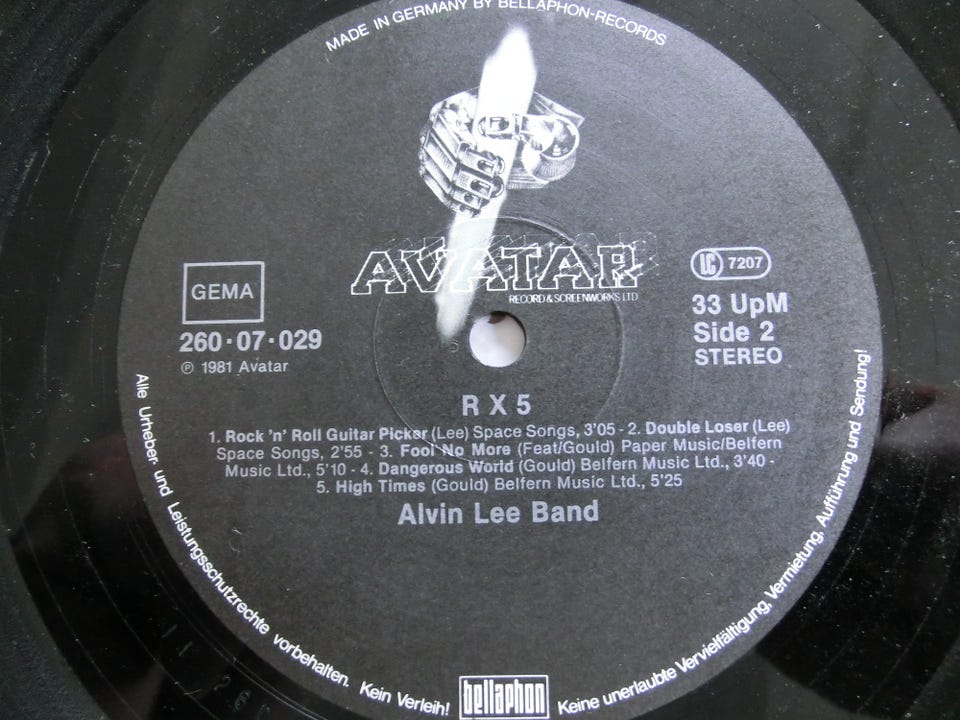 MADE IN GERMANY BY BELLAPHON-RECORDS
AVATAR
RECORD & SCREENWORKS LTD
GEMA
260·07·029
℗ 1981 Avatar
LC 7207
33 UpM
Side 2
STEREO
R X 5
1. Rock 'n' Roll Guitar Picker (Lee) Space Songs, 3'05 - 2. Double Loser (Lee)
Space Songs, 2'55 - 3. Fool No More (Feat/Gould) Paper Music/Belfern
Music Ltd., 5'10 - 4. Dangerous World (Gould) Belfern Music Ltd., 3'40 -
5. High Times (Gould) Belfern Music Ltd., 5'25
Alvin Lee Band
Alle Urheber und Leistungsschutzrechte vorbehalten. Kein Verleih!
bellaphon
Keine unerlaubte Vervielfältigung, Vermietung, Aufführung und Sendung!